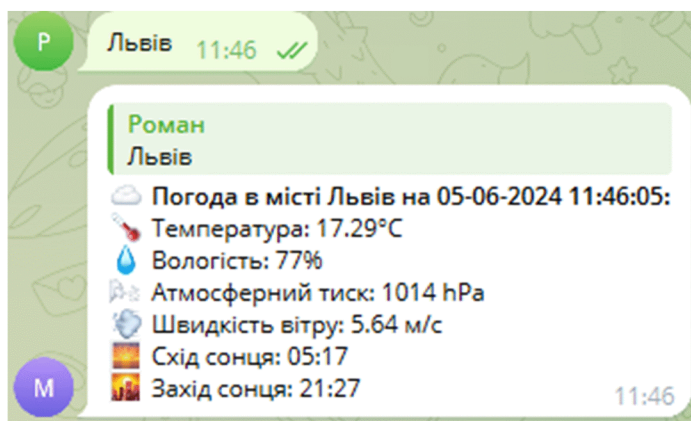 Р
Львів 11:46
Роман
Львів
Погода в місті Львів на 05-06-2024 11:46:05:
Температура: 17.29°C
Вологість: 77%
Атмосферний тиск: 1014 hPa
Швидкість вітру: 5.64 м/с
Схід сонця: 05:17
Захід сонця: 21:27
М
11:46